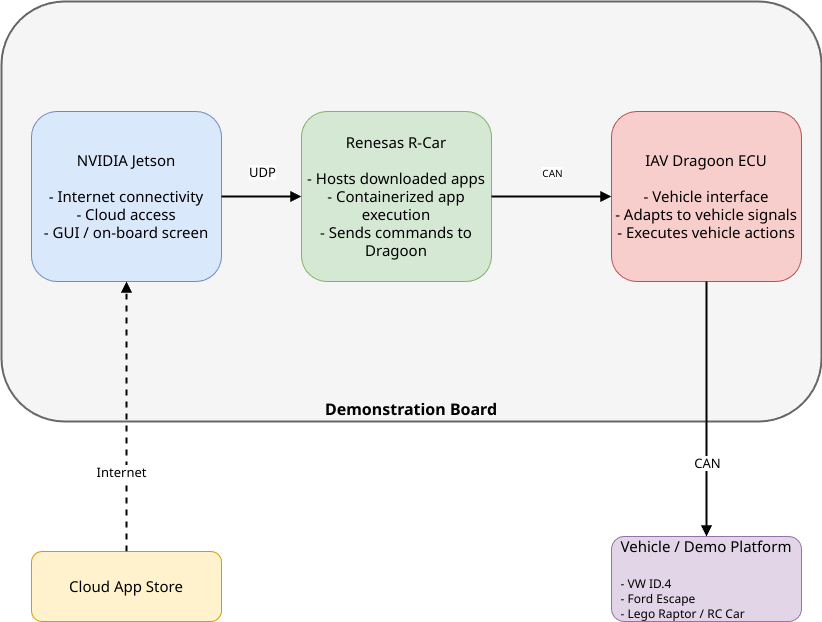 NVIDIA Jetson
- Internet connectivity
- Cloud access
- GUI / on-board screen
UDP
Renesas R-Car
- Hosts downloaded apps
- Containerized app
execution
- Sends commands to
Dragoon
CAN
IAV Dragoon ECU
- Vehicle interface
- Adapts to vehicle signals
- Executes vehicle actions
Demonstration Board
Internet
CAN
Cloud App Store
Vehicle / Demo Platform
- VW ID.4
- Ford Escape
- Lego Raptor / RC Car